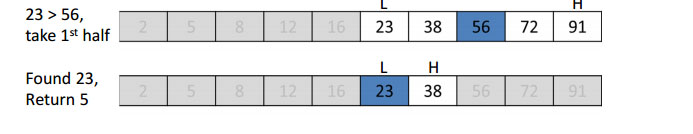 L H
23 > 56,
take 1st half
2 5 8 12 16 23 38 56 72 91
L H
Found 23,
Return 5
2 5 8 12 16 23 38 56 72 91